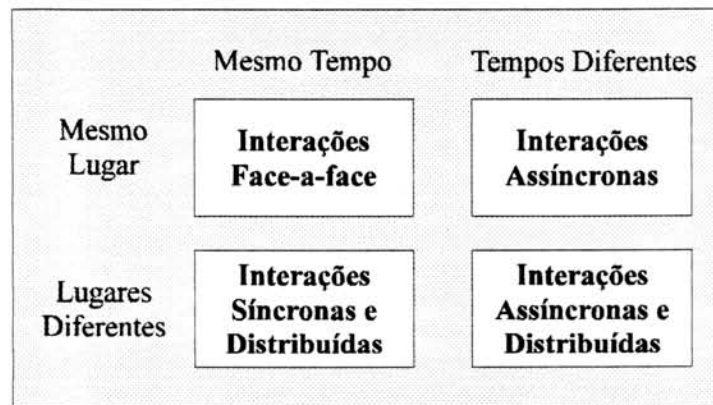 Mesmo Tempo
Tempos Diferentes
Mesmo
Lugar
Interações
Face-a-face
Interações
Assíncronas
Lugares
Diferentes
Interações
Síncronas e
Distribuídas
Interações
Assíncronas e
Distribuídas